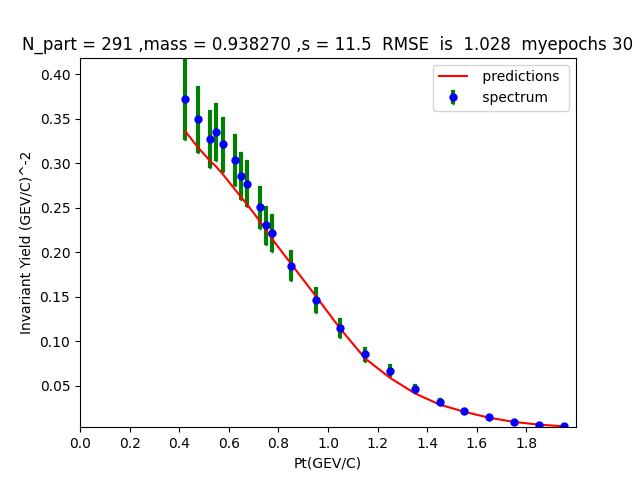 N_part = 291 ,mass = 0.938270 ,s = 11.5  RMSE  is  1.028  myepochs 30
predictions
spectrum
Invariant Yield (GEV/C)^-2
0.40
0.35
0.30
0.25
0.20
0.15
0.10
0.05
0.0 0.2 0.4 0.6 0.8 1.0 1.2 1.4 1.6 1.8
Pt(GEV/C)